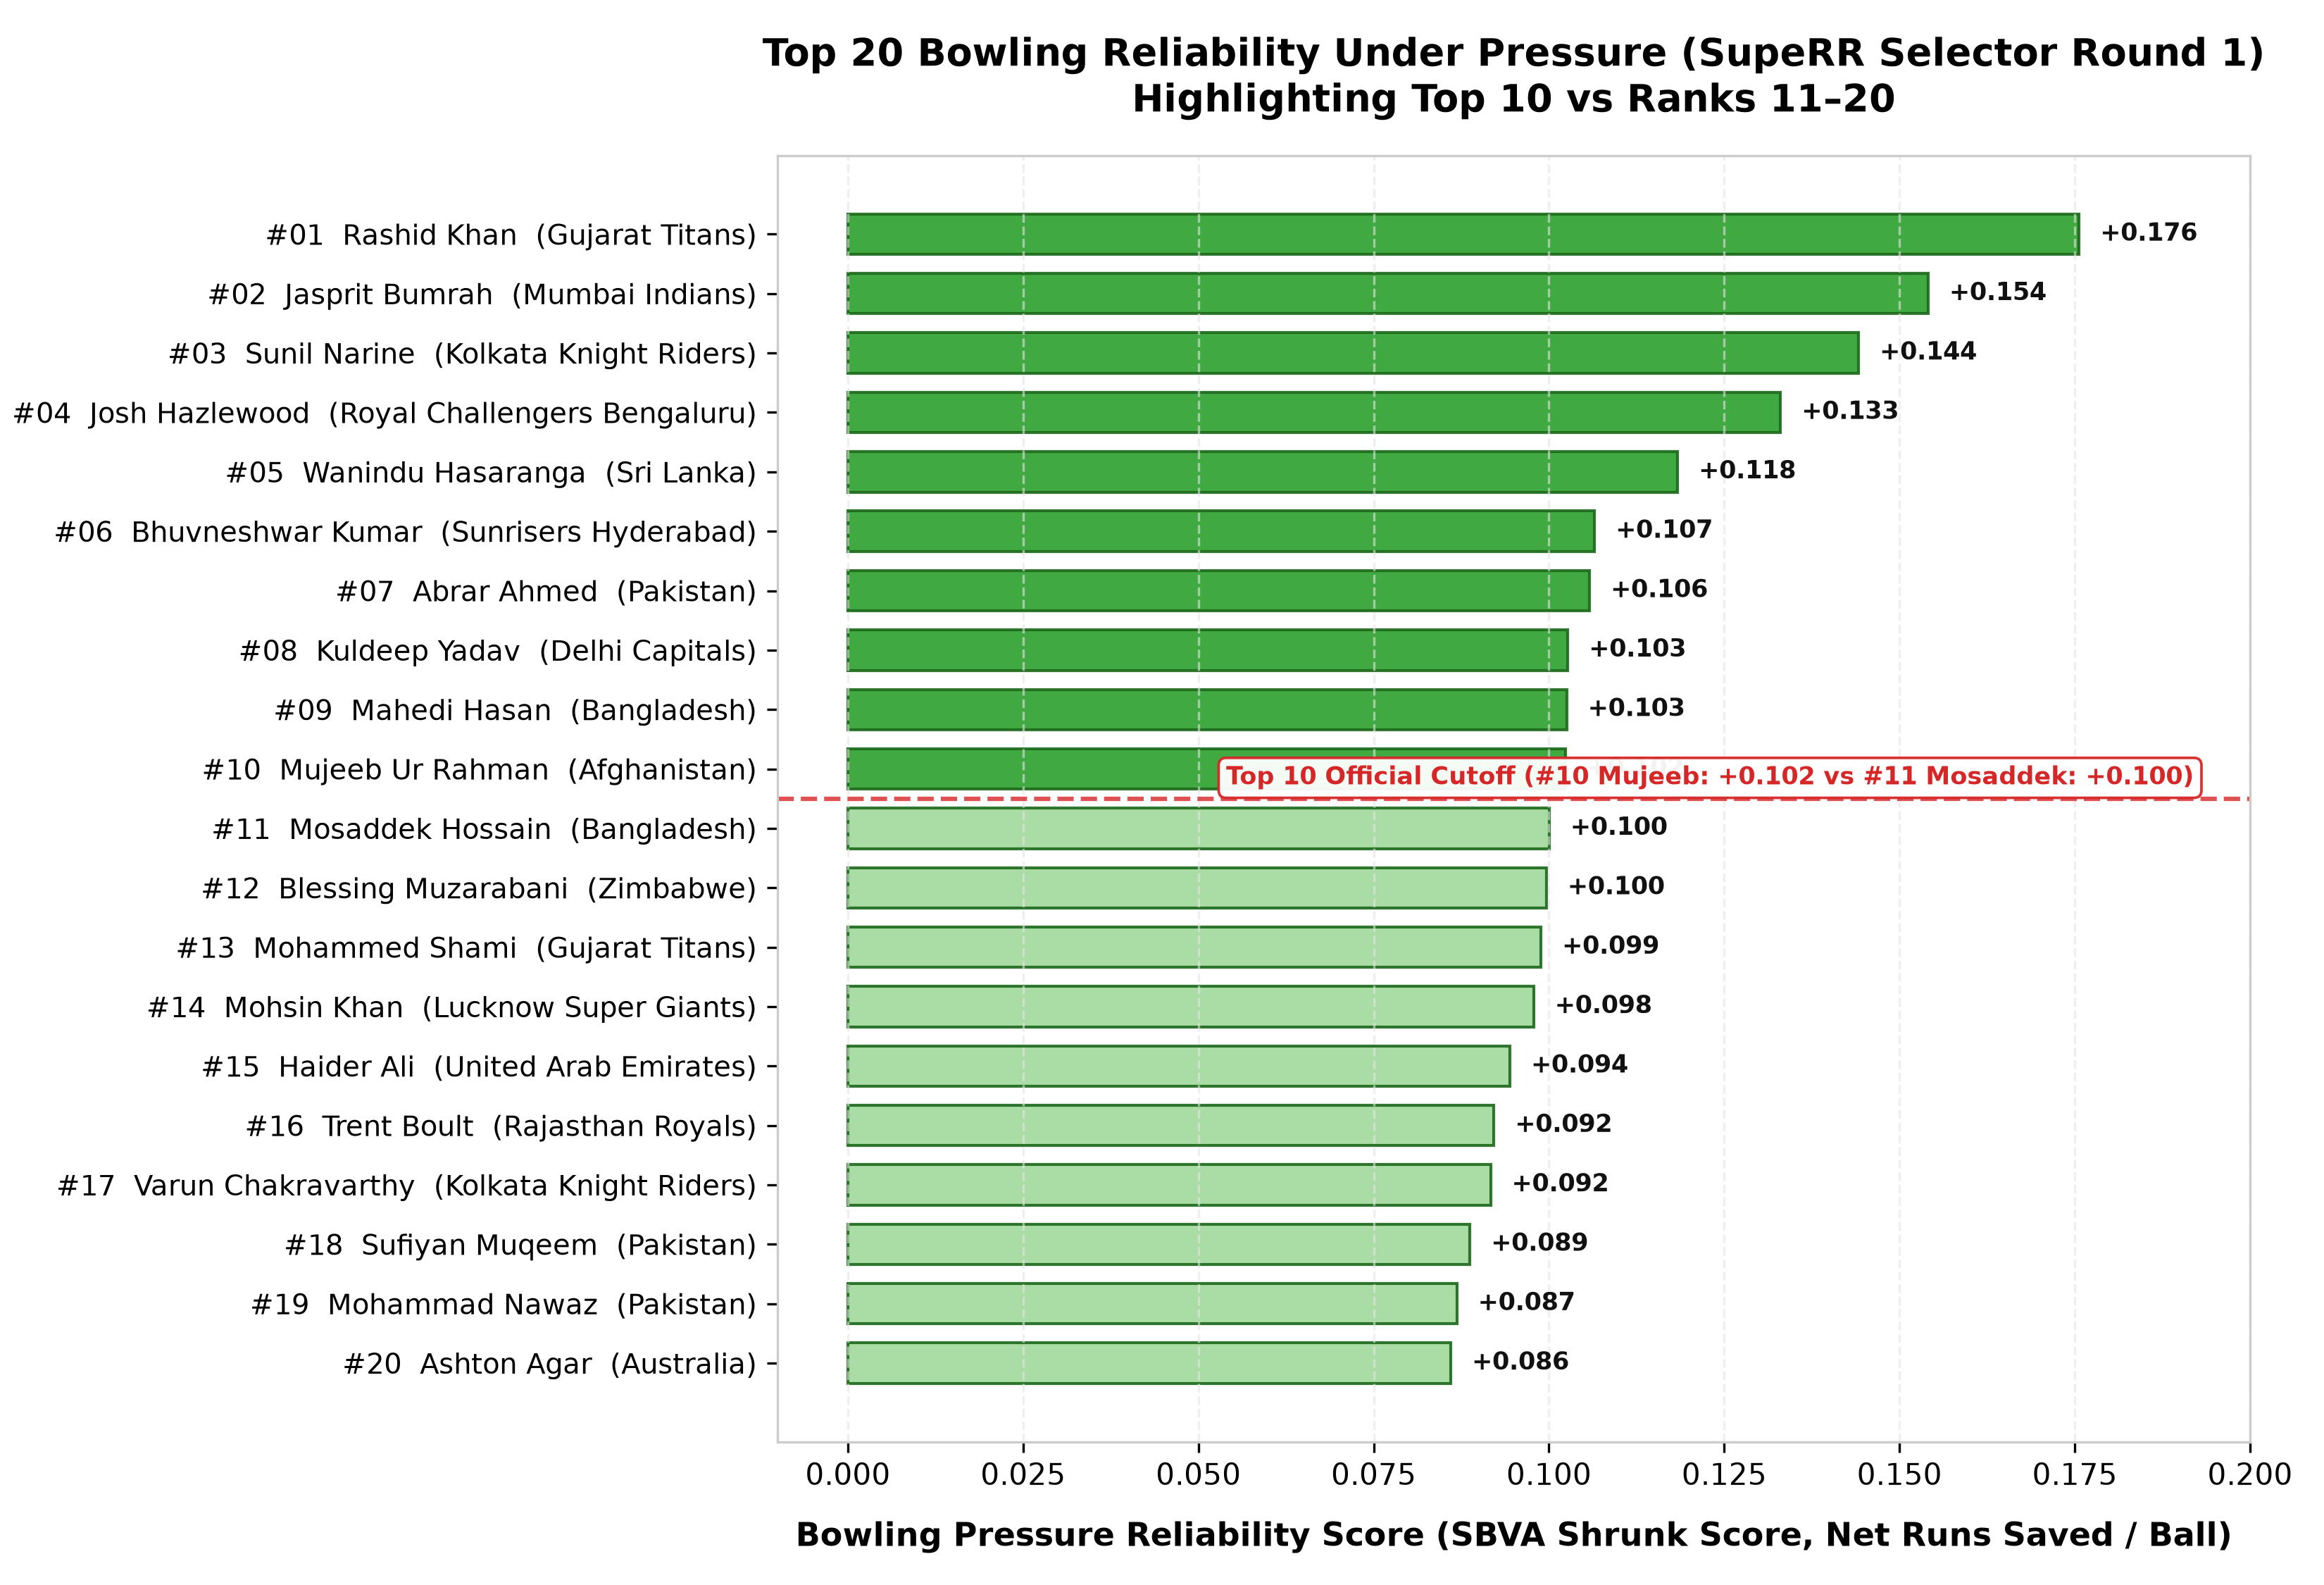 Top 20 Bowling Reliability Under Pressure (SupeRR Selector Round 1)
Highlighting Top 10 vs Ranks 11–20
#01 Rashid Khan (Gujarat Titans) +0.176
#02 Jasprit Bumrah (Mumbai Indians) +0.154
#03 Sunil Narine (Kolkata Knight Riders) +0.144
#04 Josh Hazlewood (Royal Challengers Bengaluru) +0.133
#05 Wanindu Hasaranga (Sri Lanka) +0.118
#06 Bhuvneshwar Kumar (Sunrisers Hyderabad) +0.107
#07 Abrar Ahmed (Pakistan) +0.106
#08 Kuldeep Yadav (Delhi Capitals) +0.103
#09 Mahedi Hasan (Bangladesh) +0.103
#10 Mujeeb Ur Rahman (Afghanistan)
Top 10 Official Cutoff (#10 Mujeeb: +0.102 vs #11 Mosaddek: +0.100)
#11 Mosaddek Hossain (Bangladesh) +0.100
#12 Blessing Muzarabani (Zimbabwe) +0.100
#13 Mohammed Shami (Gujarat Titans) +0.099
#14 Mohsin Khan (Lucknow Super Giants) +0.098
#15 Haider Ali (United Arab Emirates) +0.094
#16 Trent Boult (Rajasthan Royals) +0.092
#17 Varun Chakravarthy (Kolkata Knight Riders) +0.092
#18 Sufiyan Muqeem (Pakistan) +0.089
#19 Mohammad Nawaz (Pakistan) +0.087
#20 Ashton Agar (Australia) +0.086
0.000 0.025 0.050 0.075 0.100 0.125 0.150 0.175 0.200
Bowling Pressure Reliability Score (SBVA Shrunk Score, Net Runs Saved / Ball)